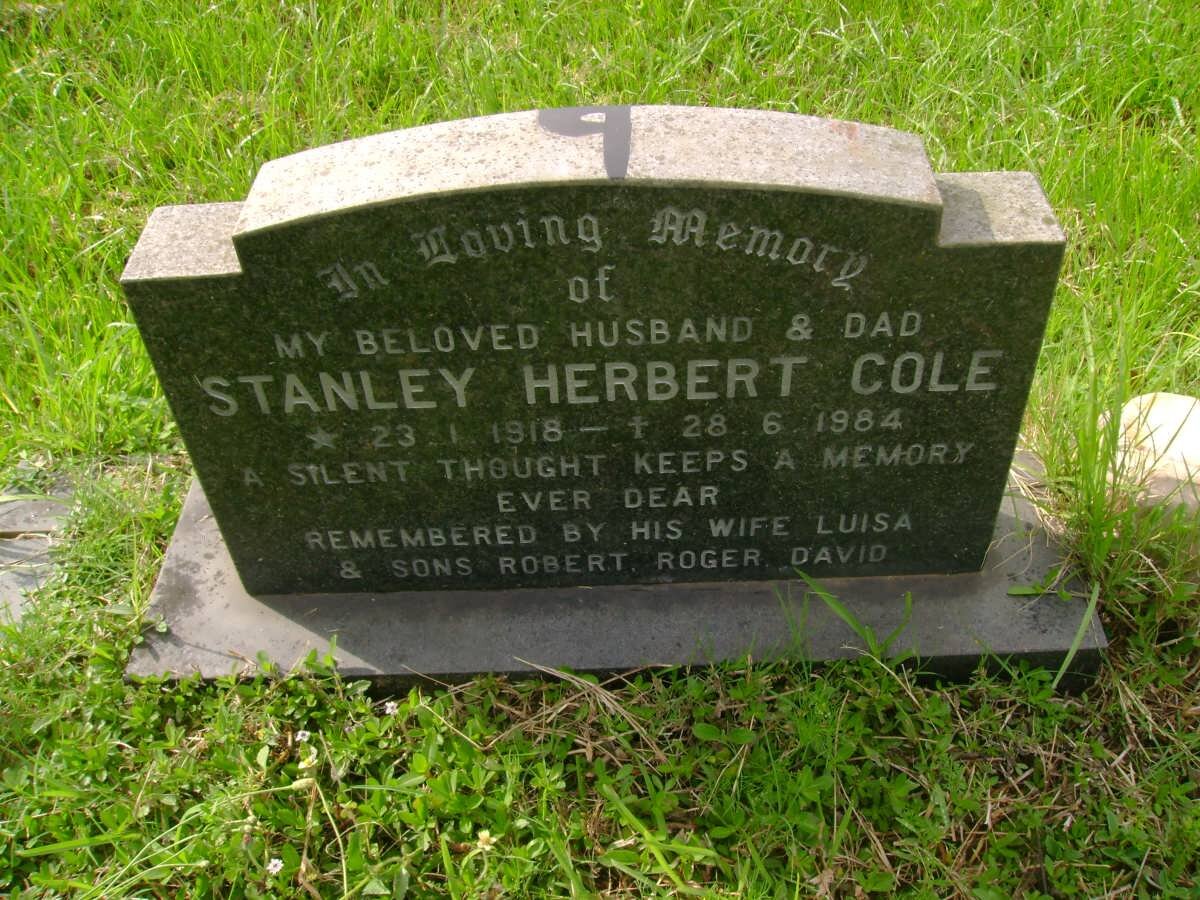 In Loving Memory
of
MY BELOVED HUSBAND & DAD
STANLEY HERBERT COLE
★ 23 . 1 . 1918 – ✝ 28 . 6 . 1984
A SILENT THOUGHT KEEPS A MEMORY
EVER DEAR
REMEMBERED BY HIS WIFE LUISA
& SONS ROBERT, ROGER, DAVID